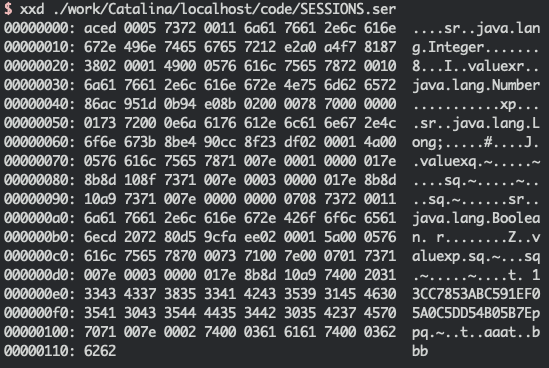 $ xxd ./work/Catalina/localhost/code/SESSIONS.ser
00000000: aced 0005 7372 0011 6a61 7661 2e6c 616e  ....sr..java.lan
00000010: 672e 496e 7465 6765 7212 e2a0 a4f7 8187  g.Integer.......
00000020: 3802 0001 4900 0576 616c 7565 7872 0010  8...I..valuexr..
00000030: 6a61 7661 2e6c 616e 672e 4e75 6d62 6572  java.lang.Number
00000040: 86ac 951d 0b94 e08b 0200 0078 7000 0000  ...........xp...
00000050: 0173 7200 0e6a 6176 612e 6c61 6e67 2e4c  .sr..java.lang.L
00000060: 6f6e 673b 8be4 90cc 8f23 df02 0001 4a00  ong;.....#....J.
00000070: 0576 616c 7565 7871 007e 0001 0000 017e  .valuexq.~.....~
00000080: 8b8d 108f 7371 007e 0003 0000 017e 8b8d  ....sq.~.....~..
00000090: 10a9 7371 007e 0000 0000 0708 7372 0011  ..sq.~......sr..
000000a0: 6a61 7661 2e6c 616e 672e 426f 6f6c 6561  java.lang.Boolea
000000b0: 6ecd 2072 80d5 9cfa ee02 0001 5a00 0576  n. r........Z..v
000000c0: 616c 7565 7870 0073 7100 7e00 0701 7371  aluexp.sq.~...sq
000000d0: 007e 0003 0000 017e 8b8d 10a9 7400 2031  .~.....~....t. 1
000000e0: 3343 4337 3835 3341 4243 3539 3145 4630  3CC7853ABC591EF0
000000f0: 3541 3043 3544 4435 3442 3035 4237 4570  5A0C5DD54B05B7Ep
00000100: 7071 007e 0002 7400 0361 6161 7400 0362  pq.~..t..aaat..b
00000110: 6262                                     bb